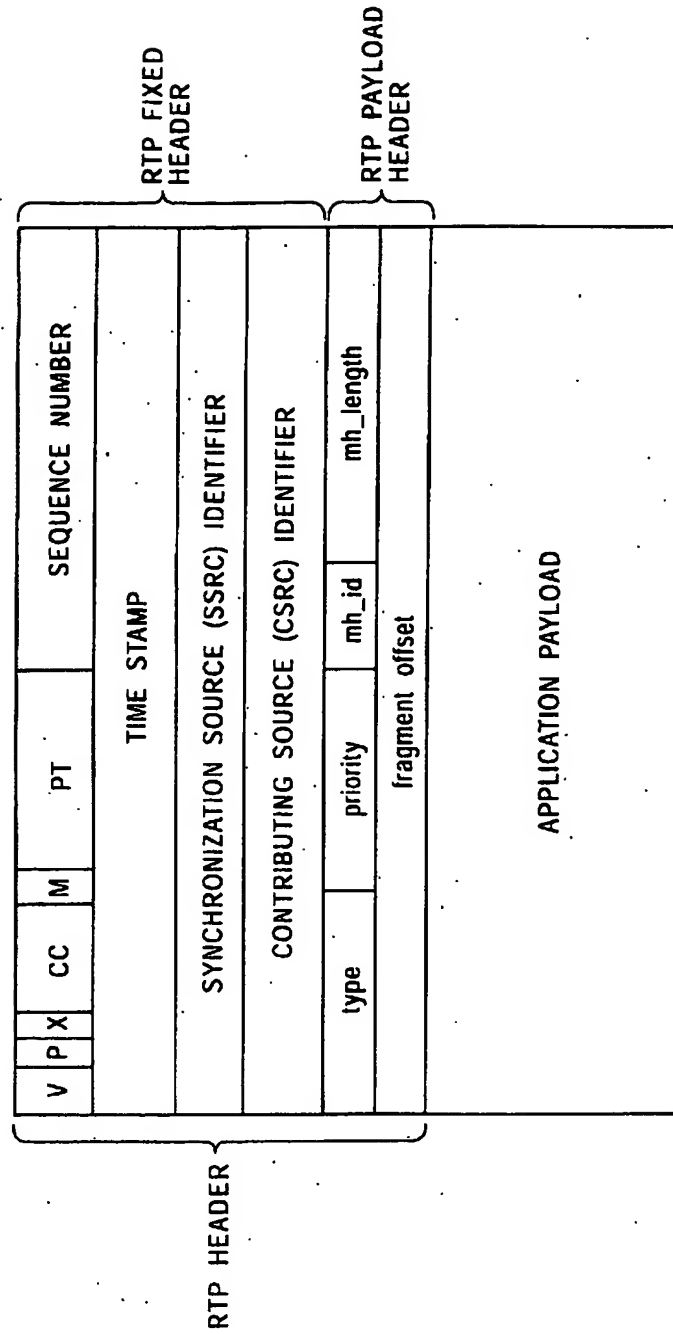 RTP HEADER
V P X CC M PT SEQUENCE NUMBER
TIME STAMP
SYNCHRONIZATION SOURCE (SSRC) IDENTIFIER
CONTRIBUTING SOURCE (CSRC) IDENTIFIER
RTP FIXED
HEADER
type priority mh_id mh_length
fragment offset
RTP PAYLOAD
HEADER
APPLICATION PAYLOAD